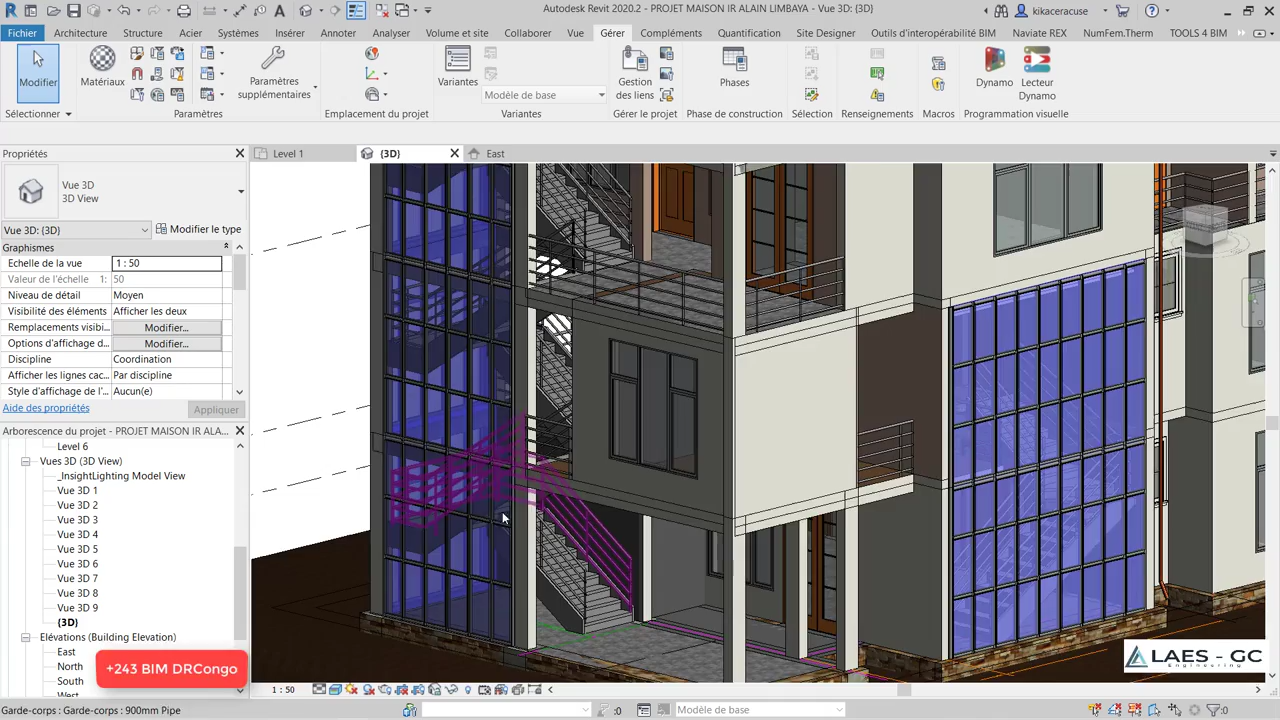 Autodesk Revit 2020.2 - PROJET MAISON IR ALAIN LIMBAYA - Vue 3D: {3D}
kikaceracuse
Fichier Architecture Structure Acier Systèmes Insérer Annoter Analyser Volume et site Collaborer Vue Gérer Compléments Quantification Site Designer Outils d'interopérabilité BIM Naviate REX NumFem.Therm TOOLS 4 BIM
Modifier
Matériaux
Paramètres
supplémentaires
Variantes
Modèle de base
Gestion
des liens
Phases
Dynamo
Lecteur
Dynamo
Sélectionner
Paramètres
Emplacement du projet
Variantes
Gérer le projet
Phase de construction
Sélection
Renseignements
Macros
Programmation visuelle
Propriétés
Level 1
{3D}
East
Vue 3D
3D View
Vue 3D: {3D}
Modifier le type
Graphismes
Echelle de la vue 1 : 50
Valeur de l'échelle 1: 50
Niveau de détail Moyen
Visibilité des éléments Afficher les deux
Remplacements visibi... Modifier...
Options d'affichage d... Modifier...
Discipline Coordination
Afficher les lignes cac... Par discipline
Style d'affichage de l'... Aucun(e)
Aide des propriétés
Appliquer
Arborescence du projet - PROJET MAISON IR ALA...
Level 6
Vues 3D (3D View)
_InsightLighting Model View
Vue 3D 1
Vue 3D 2
Vue 3D 3
Vue 3D 4
Vue 3D 5
Vue 3D 6
Vue 3D 7
Vue 3D 8
Vue 3D 9
{3D}
Elévations (Building Elevation)
East
North
South
West
+243 BIM DRCongo
LAES - GC
Engineering
1 : 50
Garde-corps : Garde-corps : 900mm Pipe
:0
Modèle de base
:0